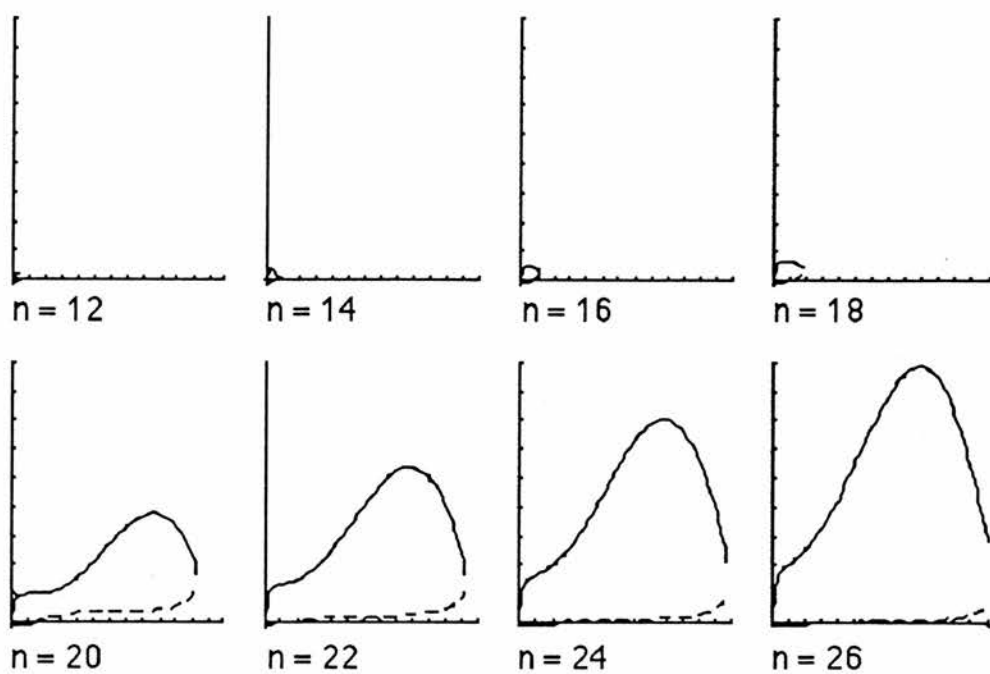 n = 12
n = 14
n = 16
n = 18
n = 20
n = 22
n = 24
n = 26